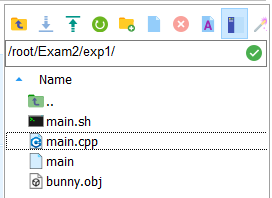 /root/Exam2/exp1/
Name
..
main.sh
main.cpp
main
bunny.obj